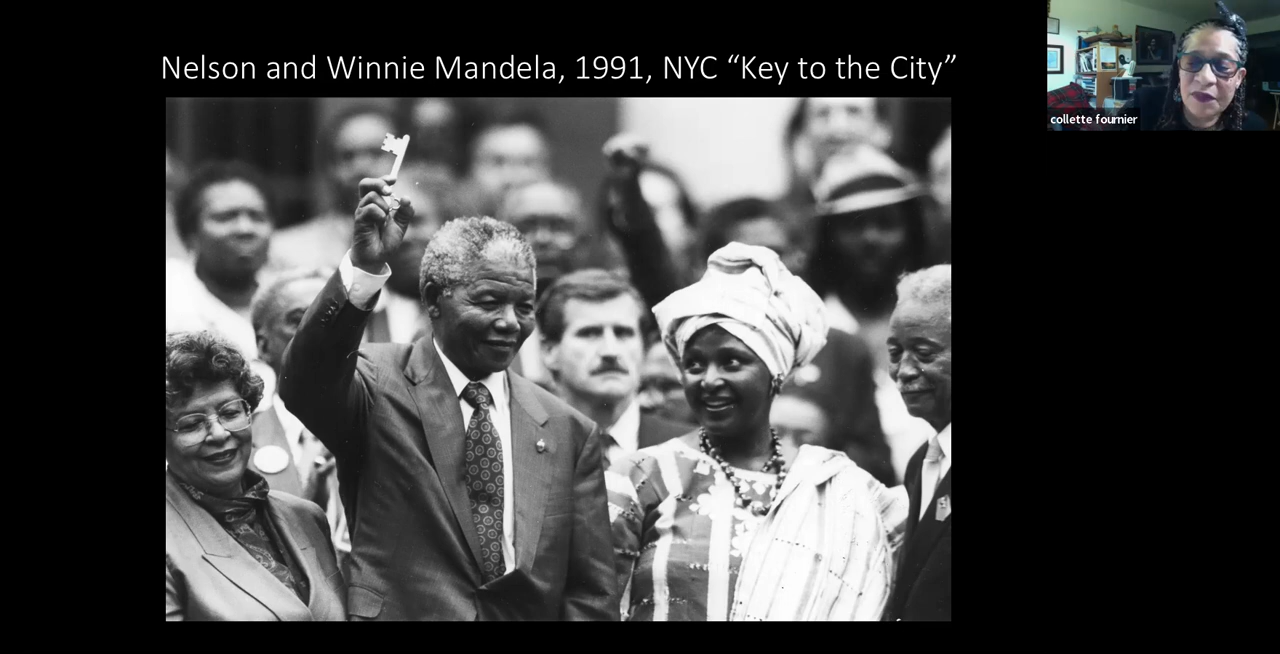 Nelson and Winnie Mandela, 1991, NYC “Key to the City”
collette fournier